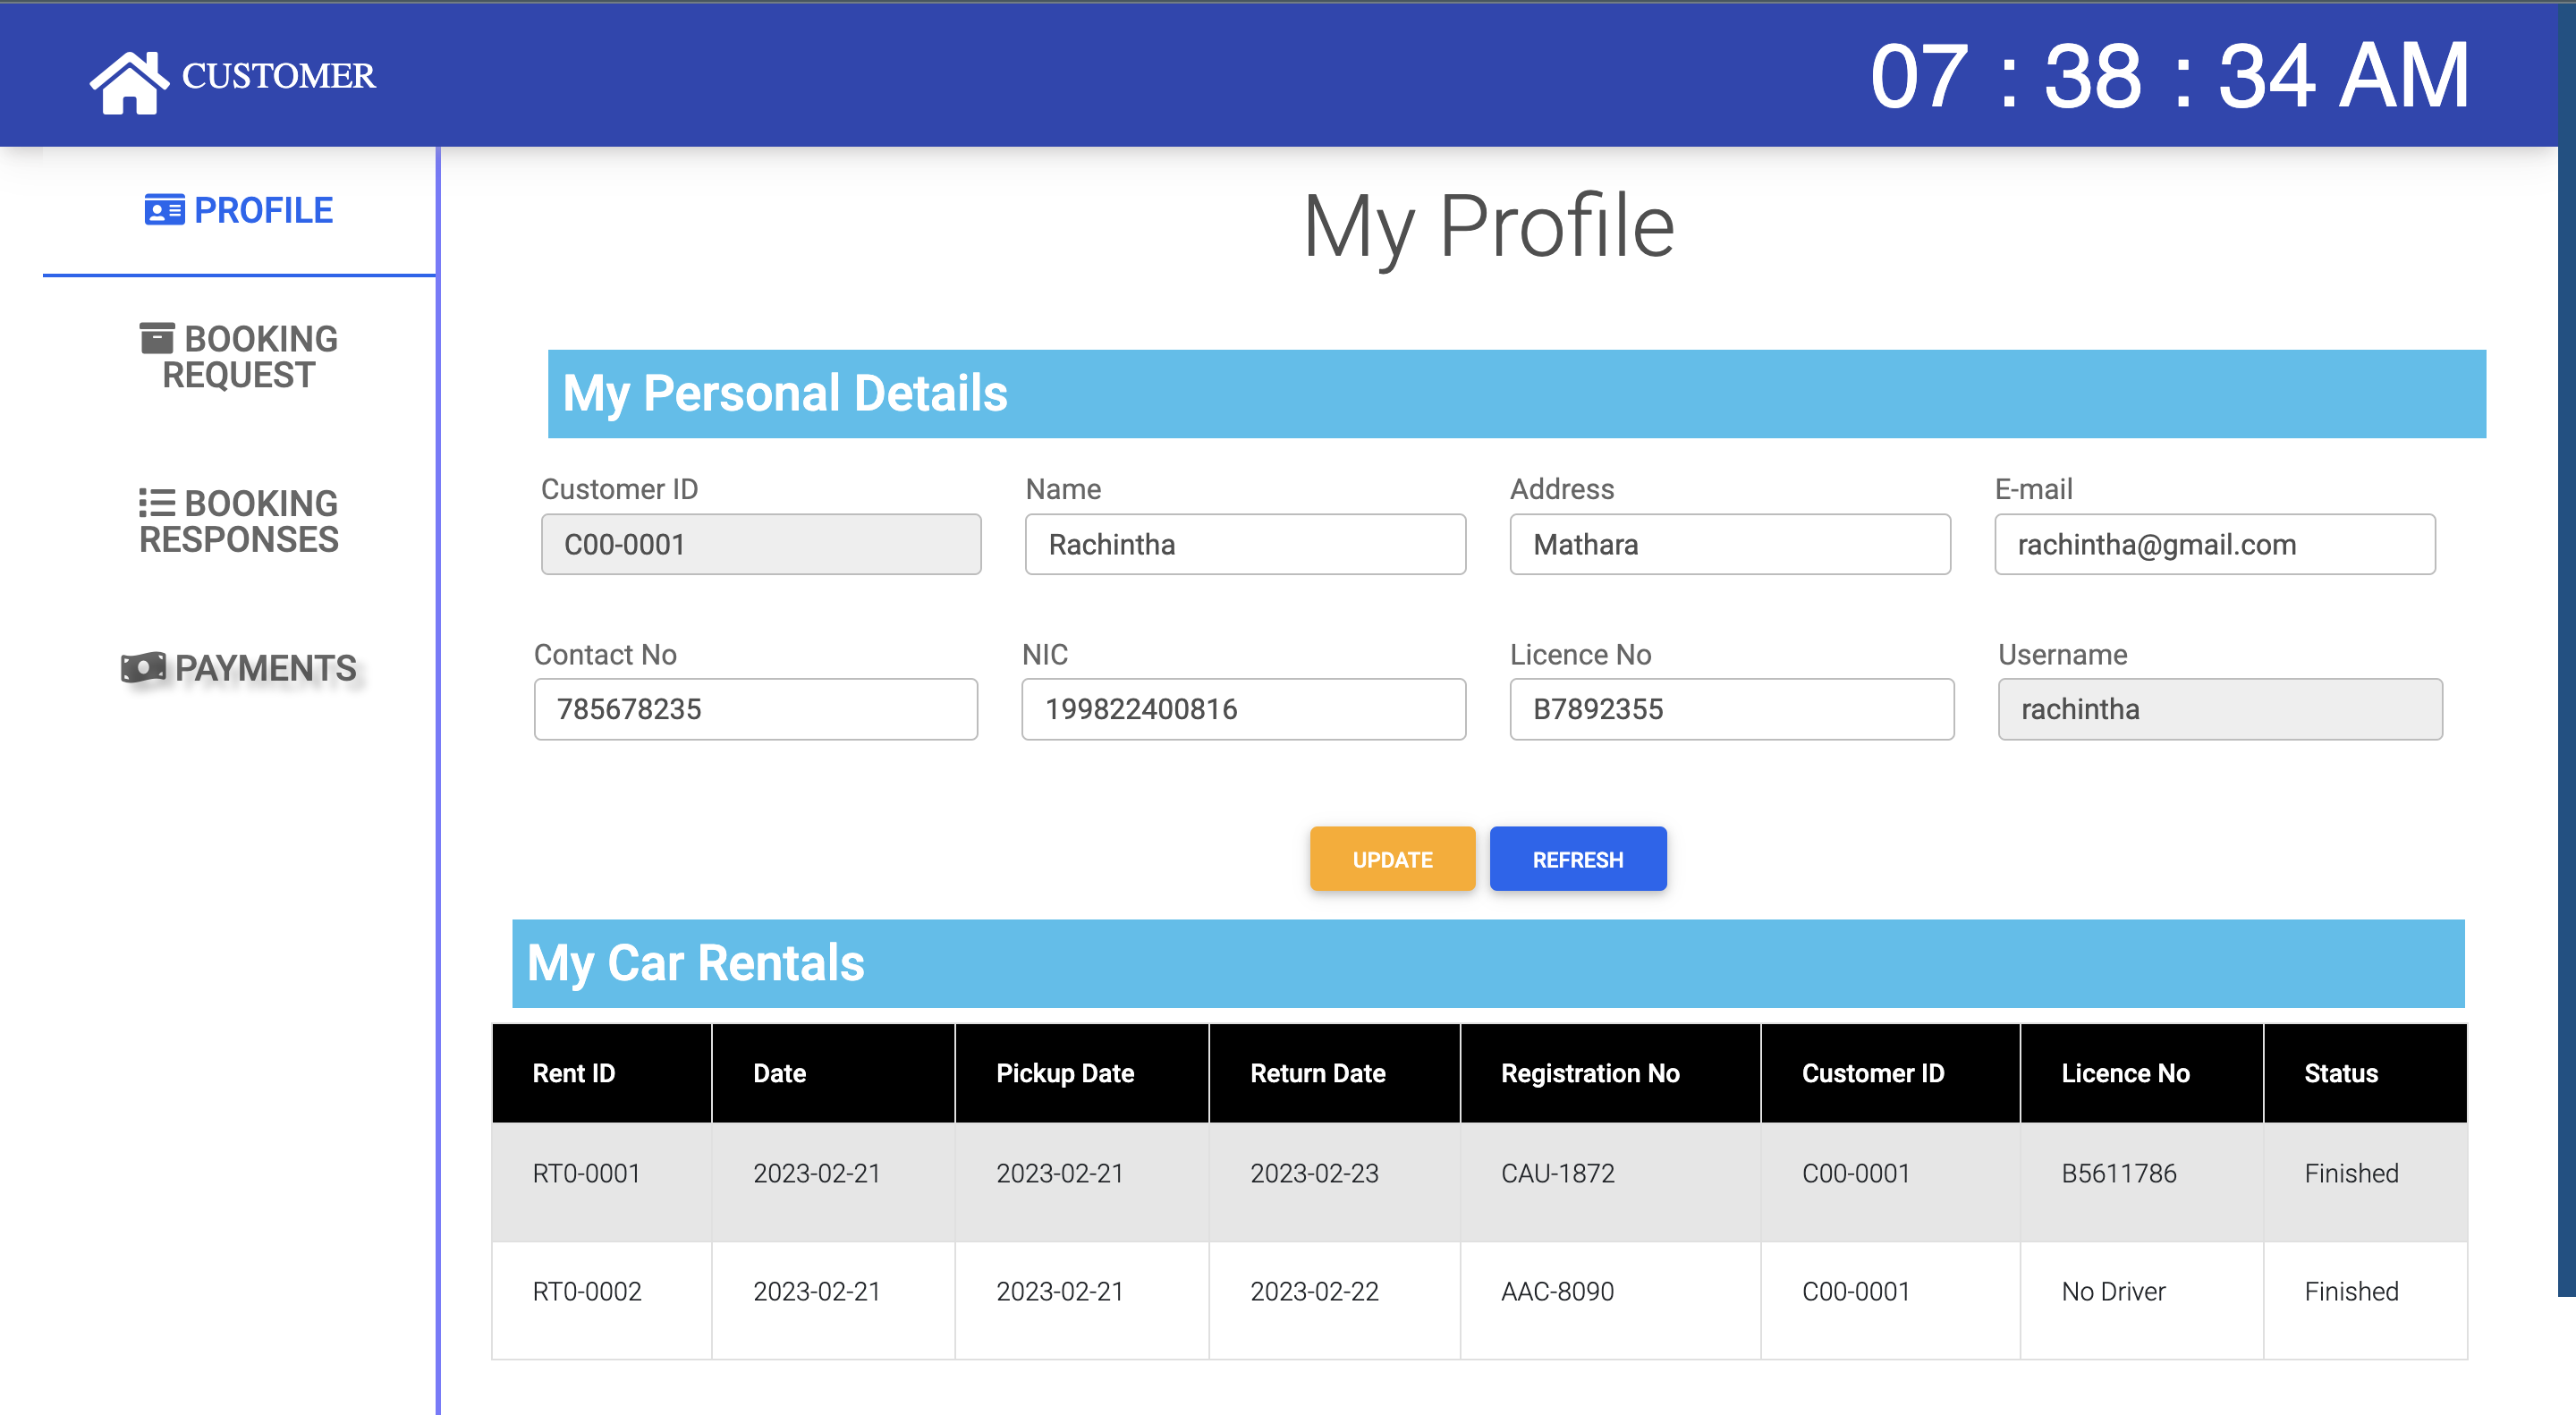 CUSTOMER
07 : 38 : 34 AM
PROFILE
BOOKING
REQUEST
BOOKING
RESPONSES
PAYMENTS
My Profile
My Personal Details
Customer ID Name Address E-mail
C00-0001 Rachintha Mathara rachintha@gmail.com
Contact No NIC Licence No Username
785678235 199822400816 B7892355 rachintha
UPDATE REFRESH
My Car Rentals
Rent ID Date Pickup Date Return Date Registration No Customer ID Licence No Status
RT0-0001 2023-02-21 2023-02-21 2023-02-23 CAU-1872 C00-0001 B5611786 Finished
RT0-0002 2023-02-21 2023-02-21 2023-02-22 AAC-8090 C00-0001 No Driver Finished